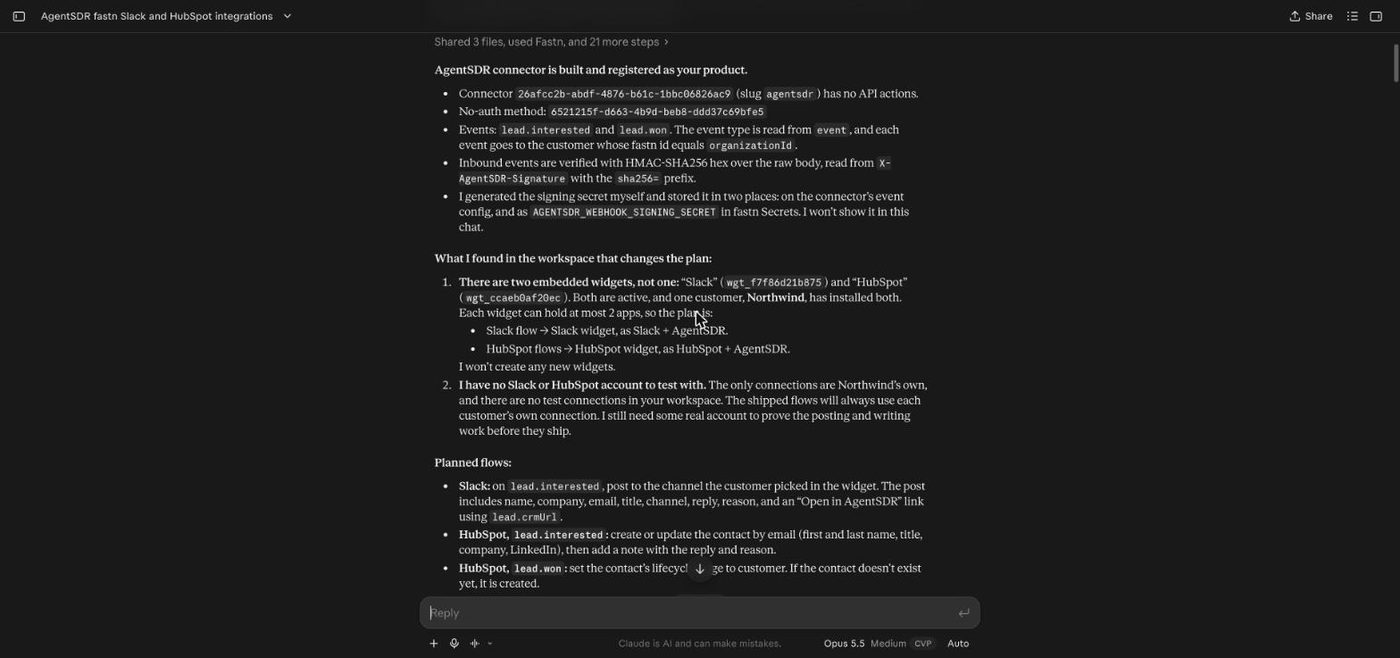 AgentSDR fastn Slack and HubSpot integrations
Share
Shared 3 files, used Fastn, and 21 more steps >
AgentSDR connector is built and registered as your product.
• Connector 26afcc2b-abdf-4876-b61c-1bbc06826ac9 (slug agentsdr) has no API actions.
• No-auth method: 6521215f-d663-4b9d-beb8-ddd37c69bfe5
• Events: lead.interested and lead.won. The event type is read from event, and each
event goes to the customer whose fastn id equals organizationId.
• Inbound events are verified with HMAC-SHA256 hex over the raw body, read from X-
AgentSDR-Signature with the sha256= prefix.
• I generated the signing secret myself and stored it in two places: on the connector's event
config, and as AGENTSDR_WEBHOOK_SIGNING_SECRET in fastn Secrets. I won't show it in this
chat.
What I found in the workspace that changes the plan:
1. There are two embedded widgets, not one: “Slack” (wgt_f7f86d21b875) and “HubSpot”
(wgt_ccaeb0af20ec). Both are active, and one customer, Northwind, has installed both.
Each widget can hold at most 2 apps, so the plan is:
• Slack flow → Slack widget, as Slack + AgentSDR.
• HubSpot flows → HubSpot widget, as HubSpot + AgentSDR.
I won't create any new widgets.
2. I have no Slack or HubSpot account to test with. The only connections are Northwind's own,
and there are no test connections in your workspace. The shipped flows will always use each
customer's own connection. I still need some real account to prove the posting and writing
work before they ship.
Planned flows:
• Slack: on lead.interested, post to the channel the customer picked in the widget. The post
includes name, company, email, title, channel, reply, reason, and an “Open in AgentSDR” link
using lead.crmUrl.
• HubSpot, lead.interested: create or update the contact by email (first and last name, title,
company, LinkedIn), then add a note with the reply and reason.
• HubSpot, lead.won: set the contact's to customer. If the contact doesn't exist
yet, it is created.
Reply
Claude is AI and can make mistakes.
Opus 5.5 Medium CVP Auto